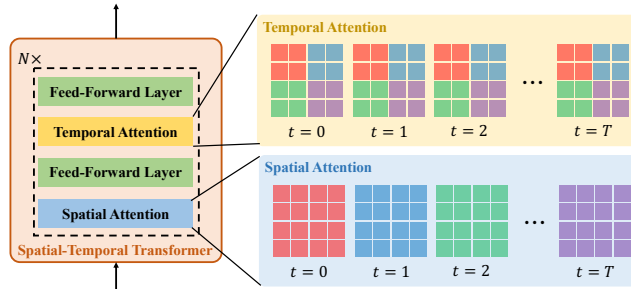 N×
Feed-Forward Layer
Temporal Attention
Feed-Forward Layer
Spatial Attention
Spatial-Temporal Transformer
Temporal Attention
...
t = 0
t = 1
t = 2
t = T
Spatial Attention
...
t = 0
t = 1
t = 2
t = T